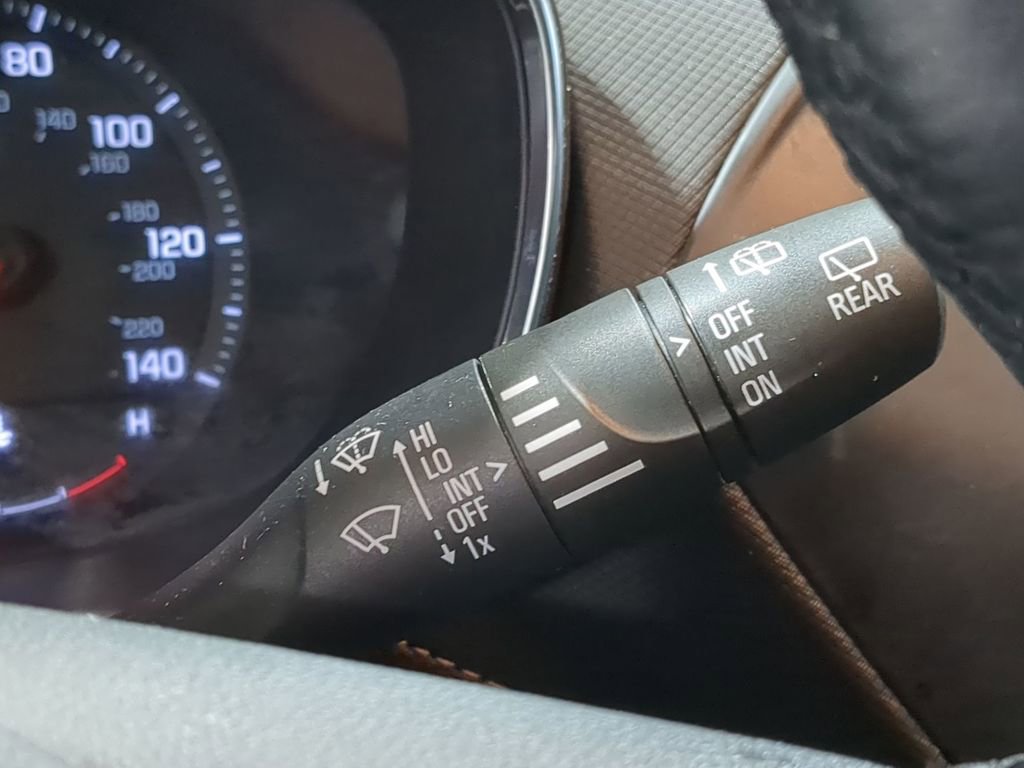 80
140
100
160
180
120
200
220
140
H
HI
LO
INT >
OFF
1x
>
OFF
INT
ON
REAR